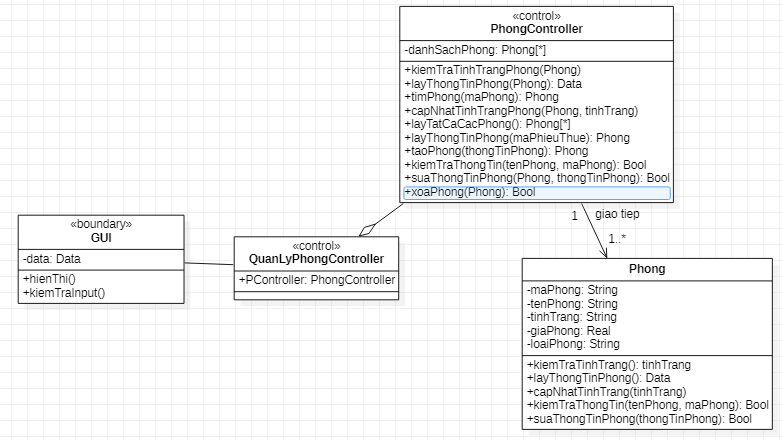 «control»
PhongController
-danhSachPhong: Phong[*]
+kiemTraTinhTrangPhong(Phong)
+layThongTinPhong(Phong): Data
+timPhong(maPhong): Phong
+capNhatTinhTrangPhong(Phong, tinhTrang)
+layTatCaCacPhong(): Phong[*]
+layThongTinPhong(maPhieuThue): Phong
+taoPhong(thongTinPhong): Phong
+kiemTraThongTin(tenPhong, maPhong): Bool
+suaThongTinPhong(Phong, thongTinPhong): Bool
+xoaPhong(Phong): Bool
«boundary»
GUI
-data: Data
+hienThi()
+kiemTraInput()
«control»
QuanLyPhongController
+PController: PhongController
1
giao tiep
1..*
Phong
-maPhong: String
-tenPhong: String
-tinhTrang: String
-giaPhong: Real
-loaiPhong: String
+kiemTraTinhTrang(): tinhTrang
+layThongTinPhong(): Data
+capNhatTinhTrang(tinhTrang)
+kiemTraThongTin(tenPhong, maPhong): Bool
+suaThongTinPhong(thongTinPhong): Bool